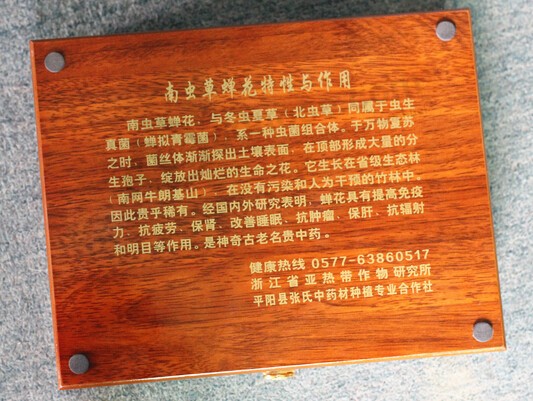 南虫草蝉花特性与作用
南虫草蝉花，与冬虫夏草（北虫草）同属于虫生
真菌（蝉拟青霉菌），系一种虫菌组合体。于万物复苏
之时，菌丝体渐渐探出土壤表面，在顶部形成大量的分
生孢子，绽放出灿烂的生命之花。它生长在省级生态林
（南网牛朗基山），在没有污染和人为干预的竹林中。
因此贵乎稀有。经国内外研究表明，蝉花具有提高免疫
力、抗疲劳、保肾、改善睡眠、抗肿瘤、保肝、抗辐射
和明目等作用。是神奇古老名贵中药。
健康热线 0577-63860517
浙江省亚热带作物研究所
平阳县张氏中药材种植专业合作社